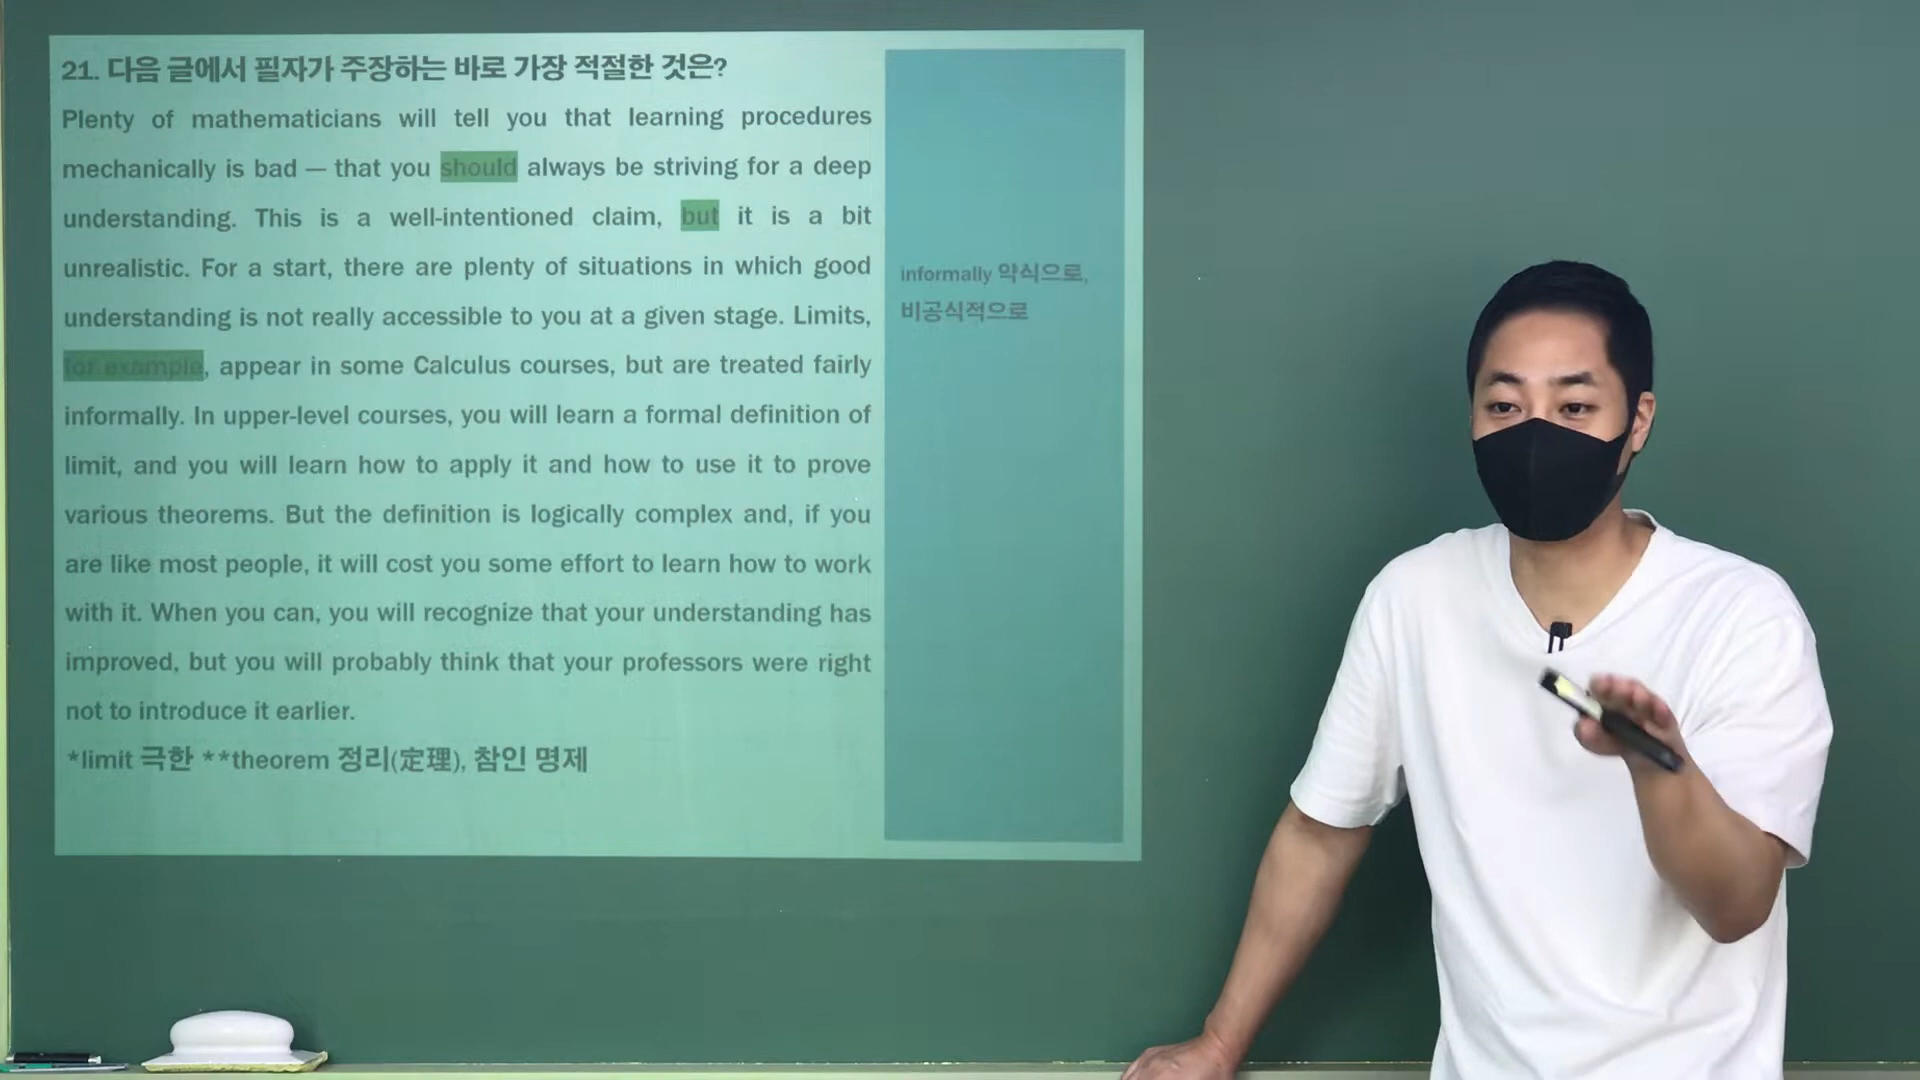 21. 다음 글에서 필자가 주장하는 바로 가장 적절한 것은?
Plenty of mathematicians will tell you that learning procedures
mechanically is bad — that you should always be striving for a deep
understanding. This is a well-intentioned claim, but it is a bit
unrealistic. For a start, there are plenty of situations in which good
understanding is not really accessible to you at a given stage. Limits,
for example, appear in some Calculus courses, but are treated fairly
informally. In upper-level courses, you will learn a formal definition of
limit, and you will learn how to apply it and how to use it to prove
various theorems. But the definition is logically complex and, if you
are like most people, it will cost you some effort to learn how to work
with it. When you can, you will recognize that your understanding has
improved, but you will probably think that your professors were right
not to introduce it earlier.
*limit 극한 **theorem 정리(定理), 참인 명제
informally 약식으로,
비공식적으로